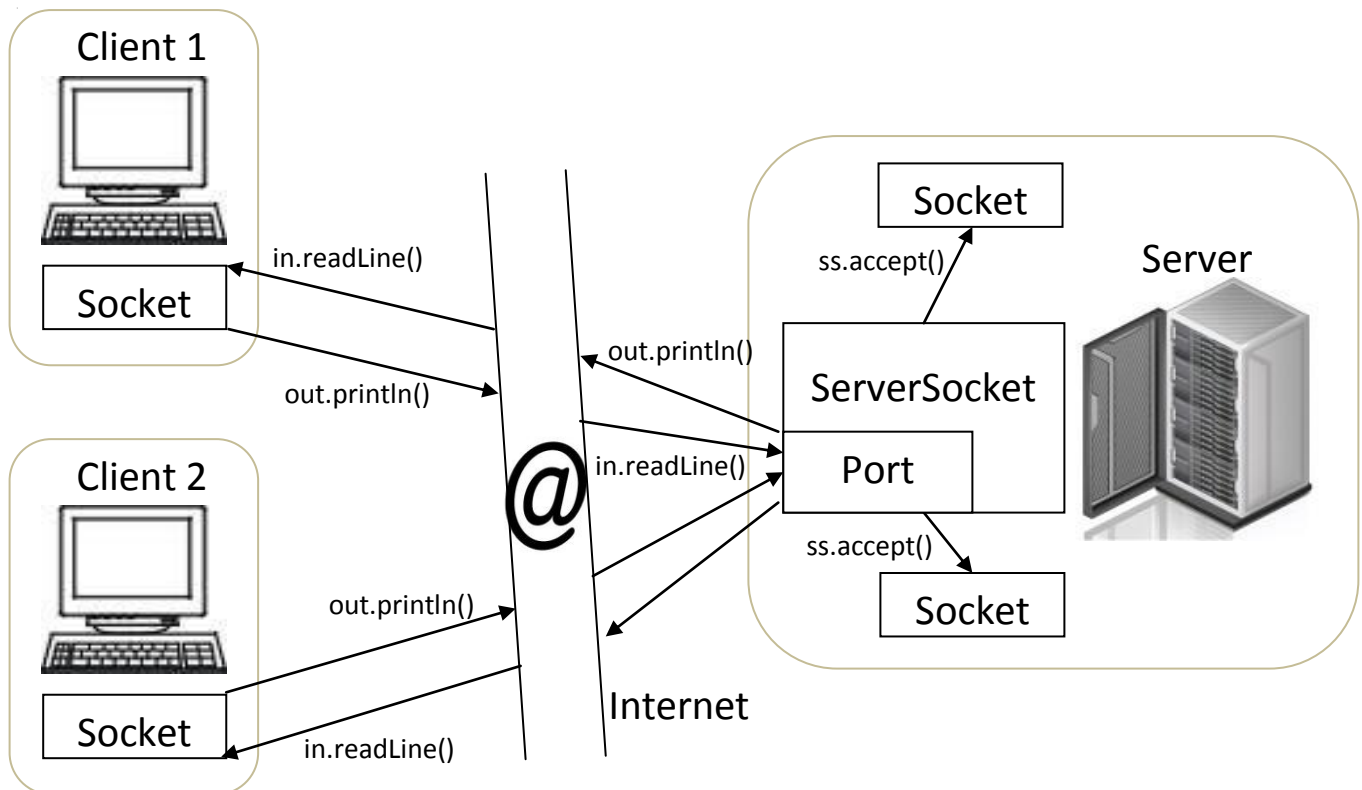 Client 1
Socket
in.readLine()
out.println()
Client 2
Socket
out.println()
in.readLine()
@
Internet
out.println()
in.readLine()
Socket
ss.accept()
Server
ServerSocket
Port
ss.accept()
Socket